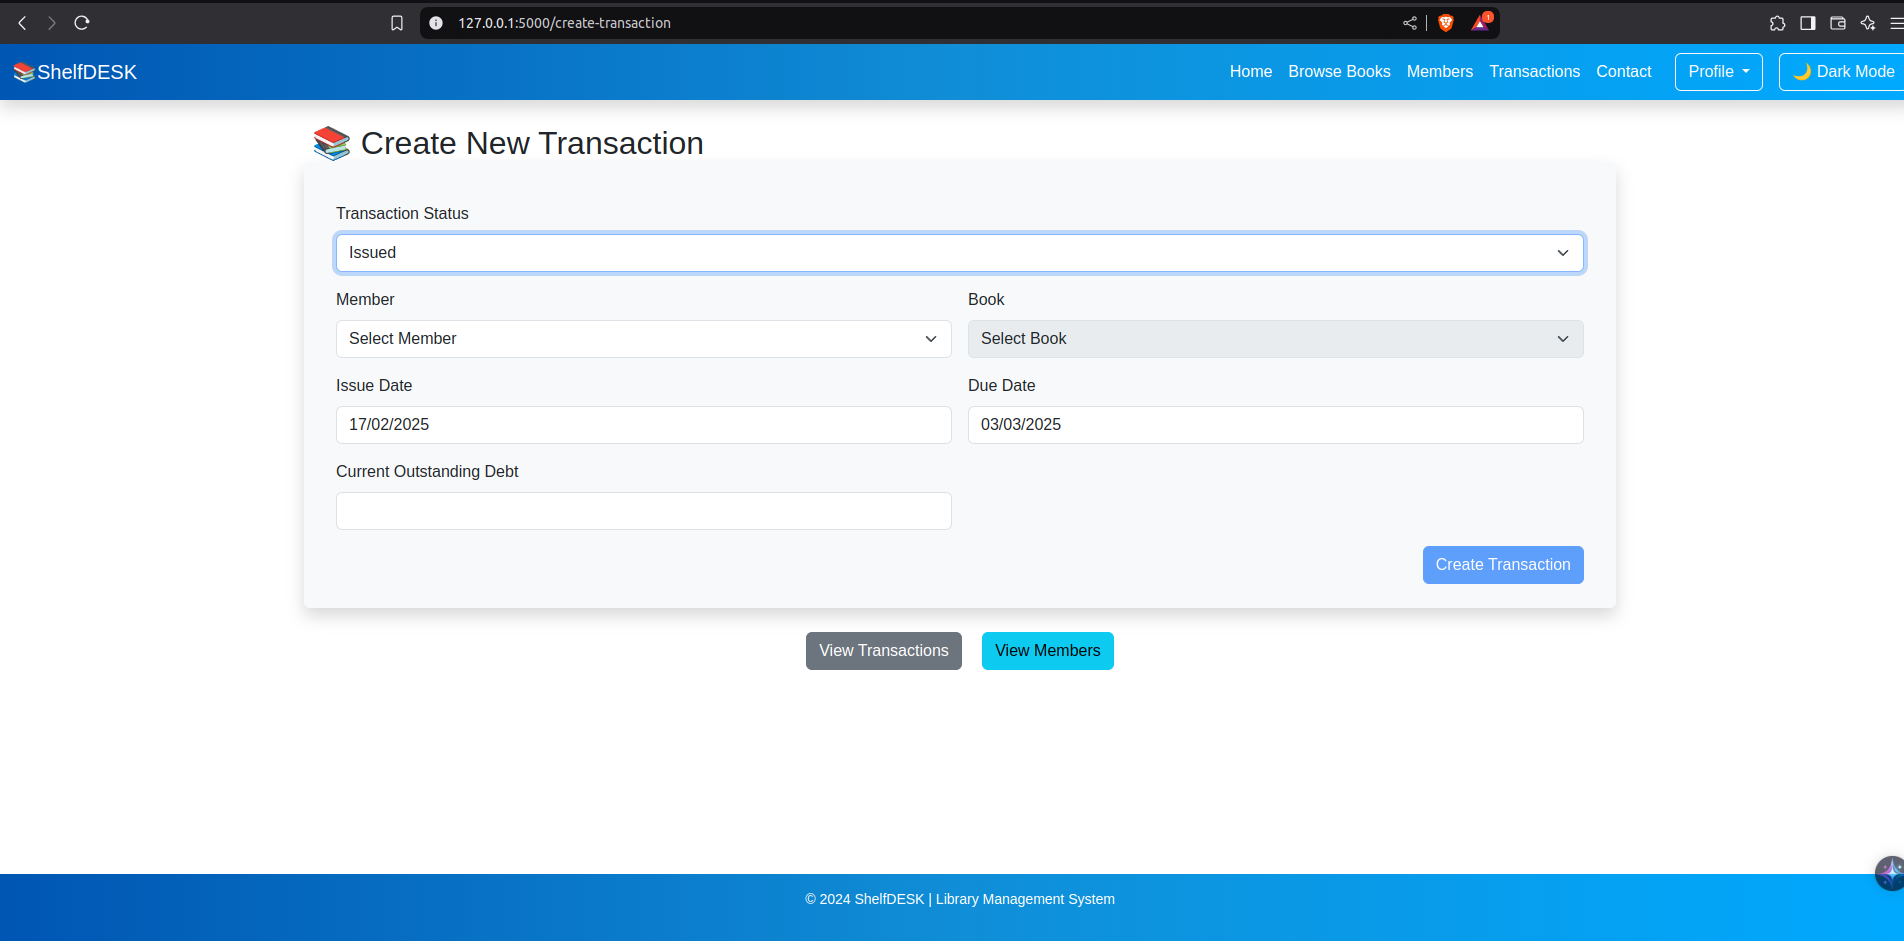 127.0.0.1:5000/create-transaction
1
ShelfDESK
Home Browse Books Members Transactions Contact Profile Dark Mode
Create New Transaction
Transaction Status
Issued
Member Book
Select Member Select Book
Issue Date Due Date
17/02/2025 03/03/2025
Current Outstanding Debt
Create Transaction
View Transactions View Members
© 2024 ShelfDESK | Library Management System